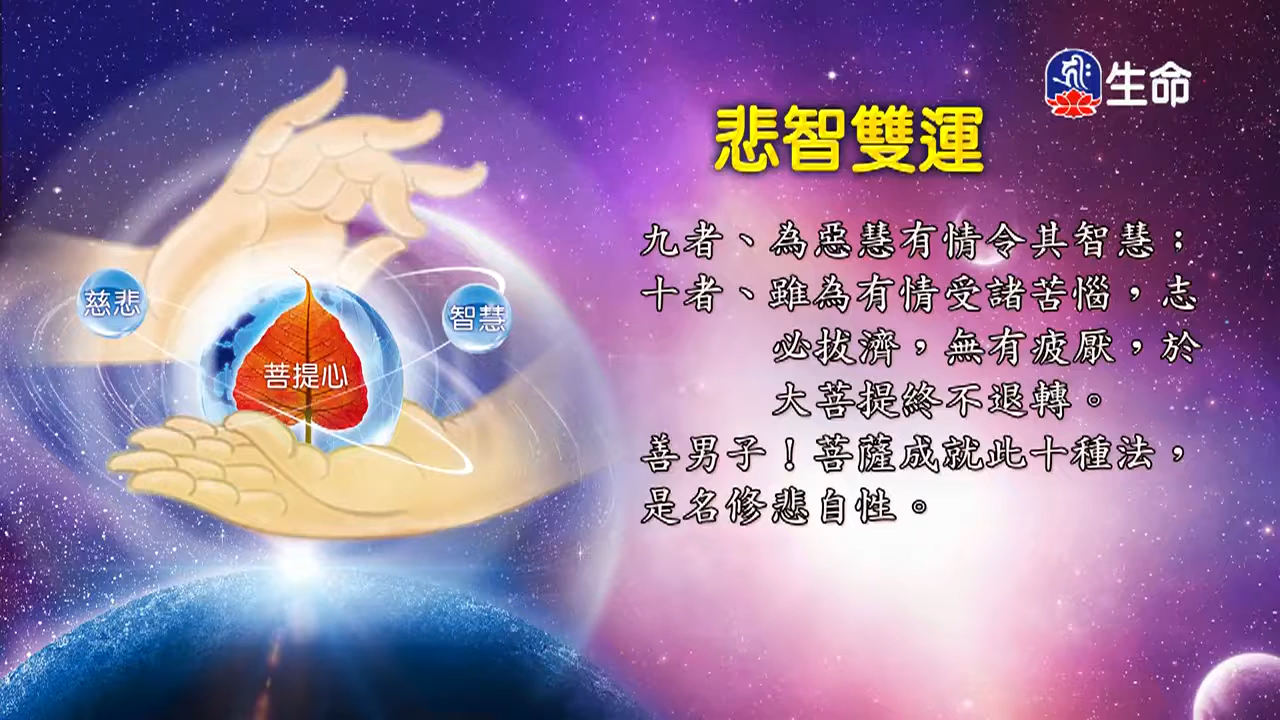 生命
悲智雙運
九者、為惡慧有情令其智慧；
十者、雖為有情受諸苦惱，志
必拔濟，無有疲厭，於
大菩提終不退轉。
善男子！菩薩成就此十種法，
是名修悲自性。
慈悲
智慧
菩提心